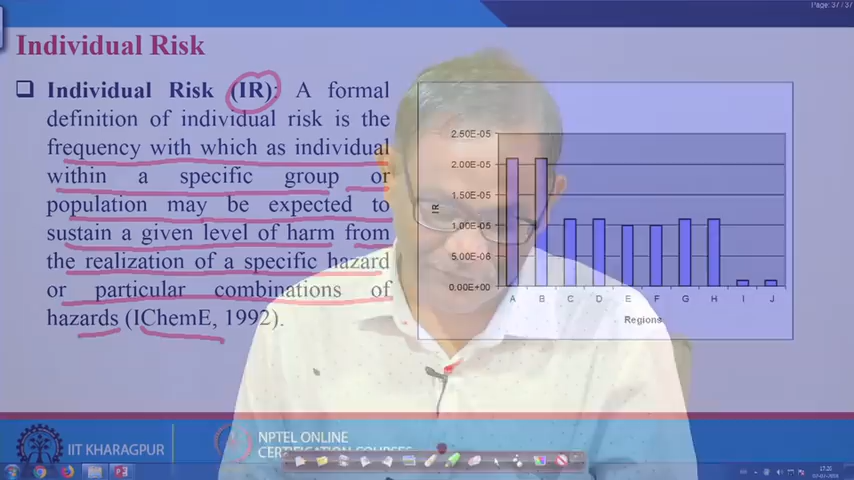 Page: 37 / 37
Individual Risk
Individual Risk (IR): A formal
definition of individual risk is the
frequency with which as individual
within a specific group or
population may be expected to
sustain a given level of harm from
the realization of a specific hazard
or particular combinations of
hazards (IChemE, 1992).
2.50E-05
2.00E-05
1.50E-05
1.00E-05
5.00E-06
0.00E+00
IR
A B C D E F G H I J
Regions
IIT KHARAGPUR
NPTEL ONLINE
CERTIFICATION COURSES